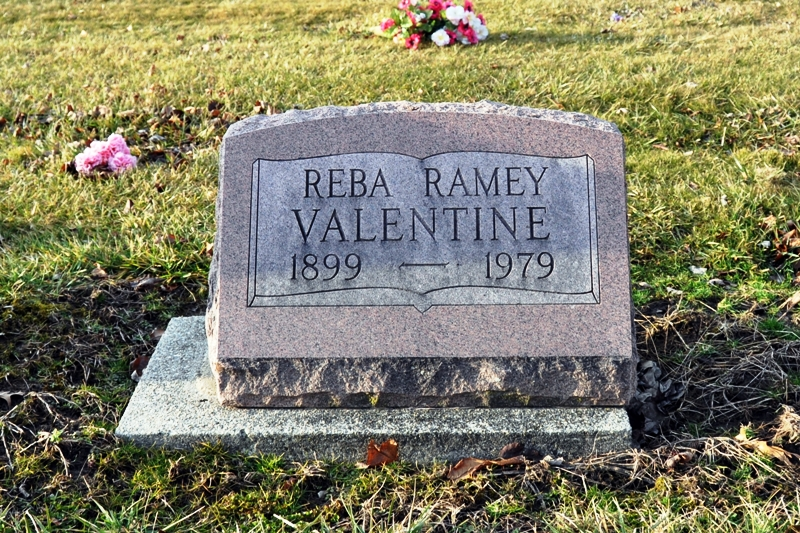 REBA RAMEY
VALENTINE
1899 — 1979